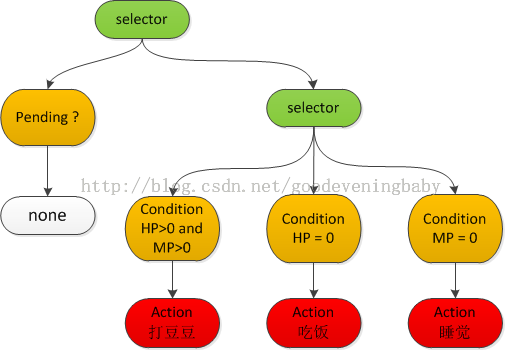 selector
Pending ?
selector
http://blog.csdn.net/goodeveningbaby
none
Condition
HP>0 and
MP>0
Condition
HP = 0
Condition
MP = 0
Action
打豆豆
Action
吃饭
Action
睡觉